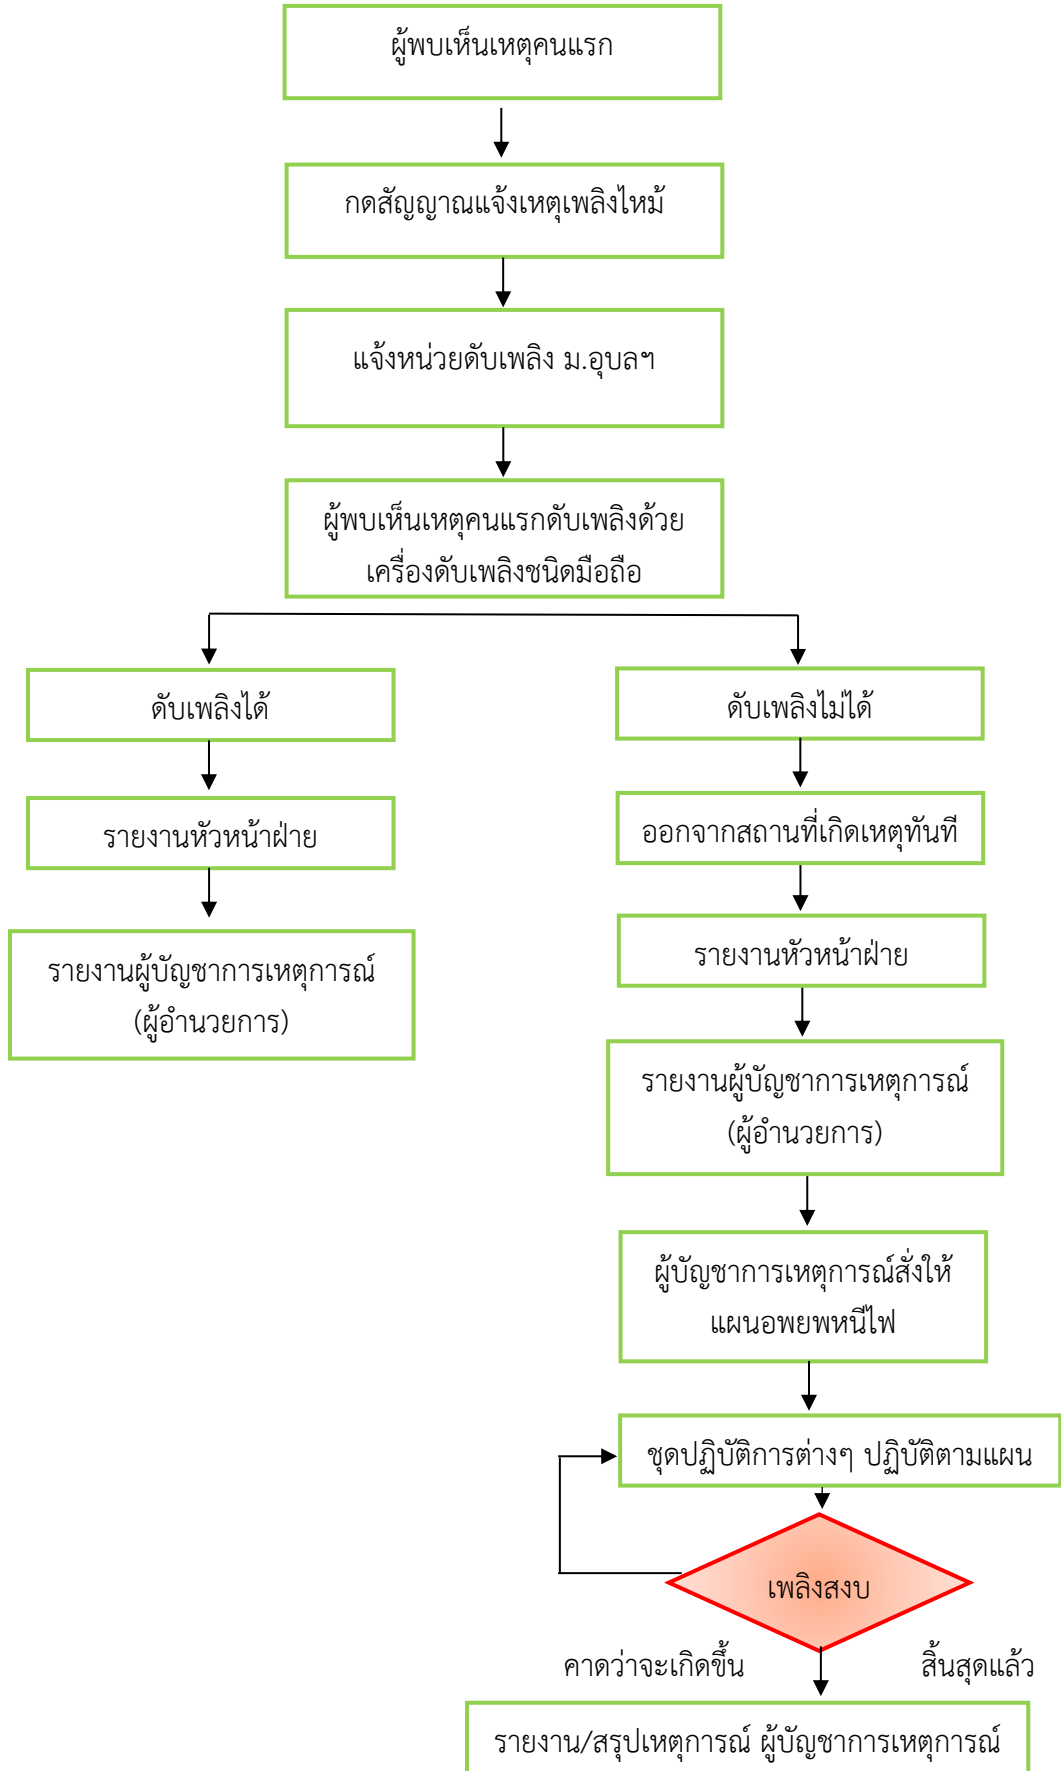 ผู้พบเห็นเหตุคนแรก
กดสัญญาณแจ้งเหตุเพลิงไหม้
แจ้งหน่วยดับเพลิง ม.อุบลฯ
ผู้พบเห็นเหตุคนแรกดับเพลิงด้วย
เครื่องดับเพลิงชนิดมือถือ
ดับเพลิงได้
ดับเพลิงไม่ได้
รายงานหัวหน้าฝ่าย
ออกจากสถานที่เกิดเหตุทันที
รายงานผู้บัญชาการเหตุการณ์
(ผู้อำนวยการ)
รายงานหัวหน้าฝ่าย
รายงานผู้บัญชาการเหตุการณ์
(ผู้อำนวยการ)
ผู้บัญชาการเหตุการณ์สั่งให้
แผนอพยพหนีไฟ
ชุดปฏิบัติการต่างๆ ปฏิบัติตามแผน
เพลิงสงบ
คาดว่าจะเกิดขึ้น
สิ้นสุดแล้ว
รายงาน/สรุปเหตุการณ์ ผู้บัญชาการเหตุการณ์